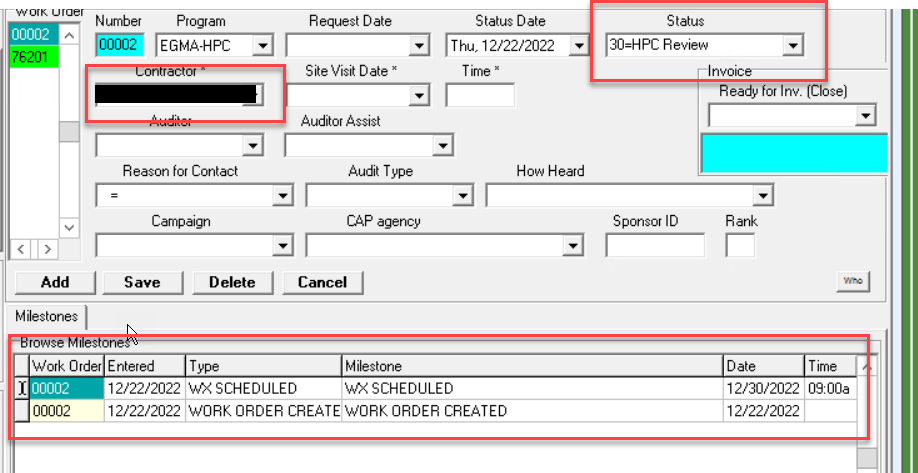 Work Order
00002
76201
Number Program Request Date Status Date Status
00002 EGMA-HPC Thu, 12/22/2022 30=HPC Review
Contractor * Site Visit Date * Time * Invoice
Ready for Inv. (Close)
Auditor Auditor Assist
Reason for Contact Audit Type How Heard
=
Campaign CAP agency Sponsor ID Rank
Add Save Delete Cancel Who
Milestones
Browse Milestones
Work Order Entered Type Milestone Date Time
00002 12/22/2022 WX SCHEDULED WX SCHEDULED 12/30/2022 09:00a
00002 12/22/2022 WORK ORDER CREATE WORK ORDER CREATED 12/22/2022